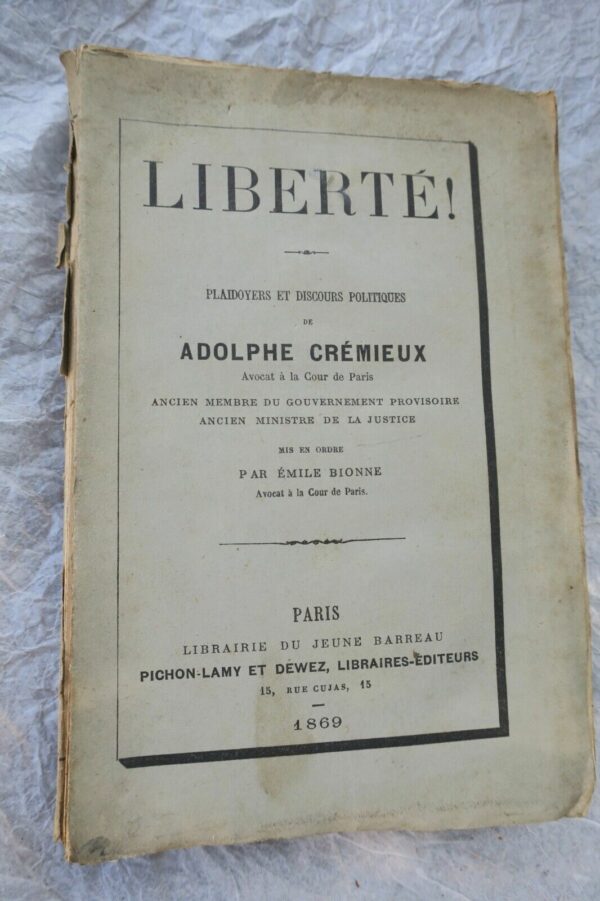 LIBERTÉ!
PLAIDOYERS ET DISCOURS POLITIQUES
DE
ADOLPHE CRÉMIEUX
Avocat à la Cour de Paris
ANCIEN MEMBRE DU GOUVERNEMENT PROVISOIRE
ANCIEN MINISTRE DE LA JUSTICE
MIS EN ORDRE
PAR ÉMILE BIONNE
Avocat à la Cour de Paris.
PARIS
LIBRAIRIE DU JEUNE BARREAU
PICHON-LAMY ET DEWEZ, LIBRAIRES-ÉDITEURS
15, RUE CUJAS, 15
1869